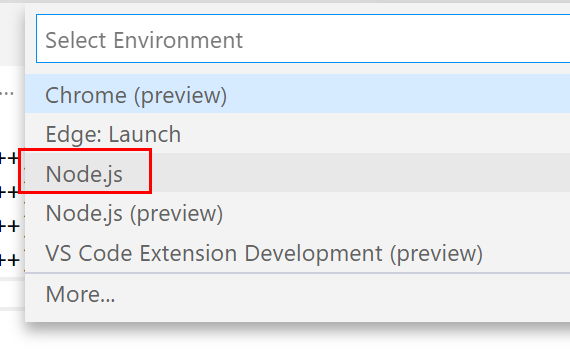 Select Environment
Chrome (preview)
...
Edge: Launch
++
Node.js
++
Node.js (preview)
++
VS Code Extension Development (preview)
++
More...